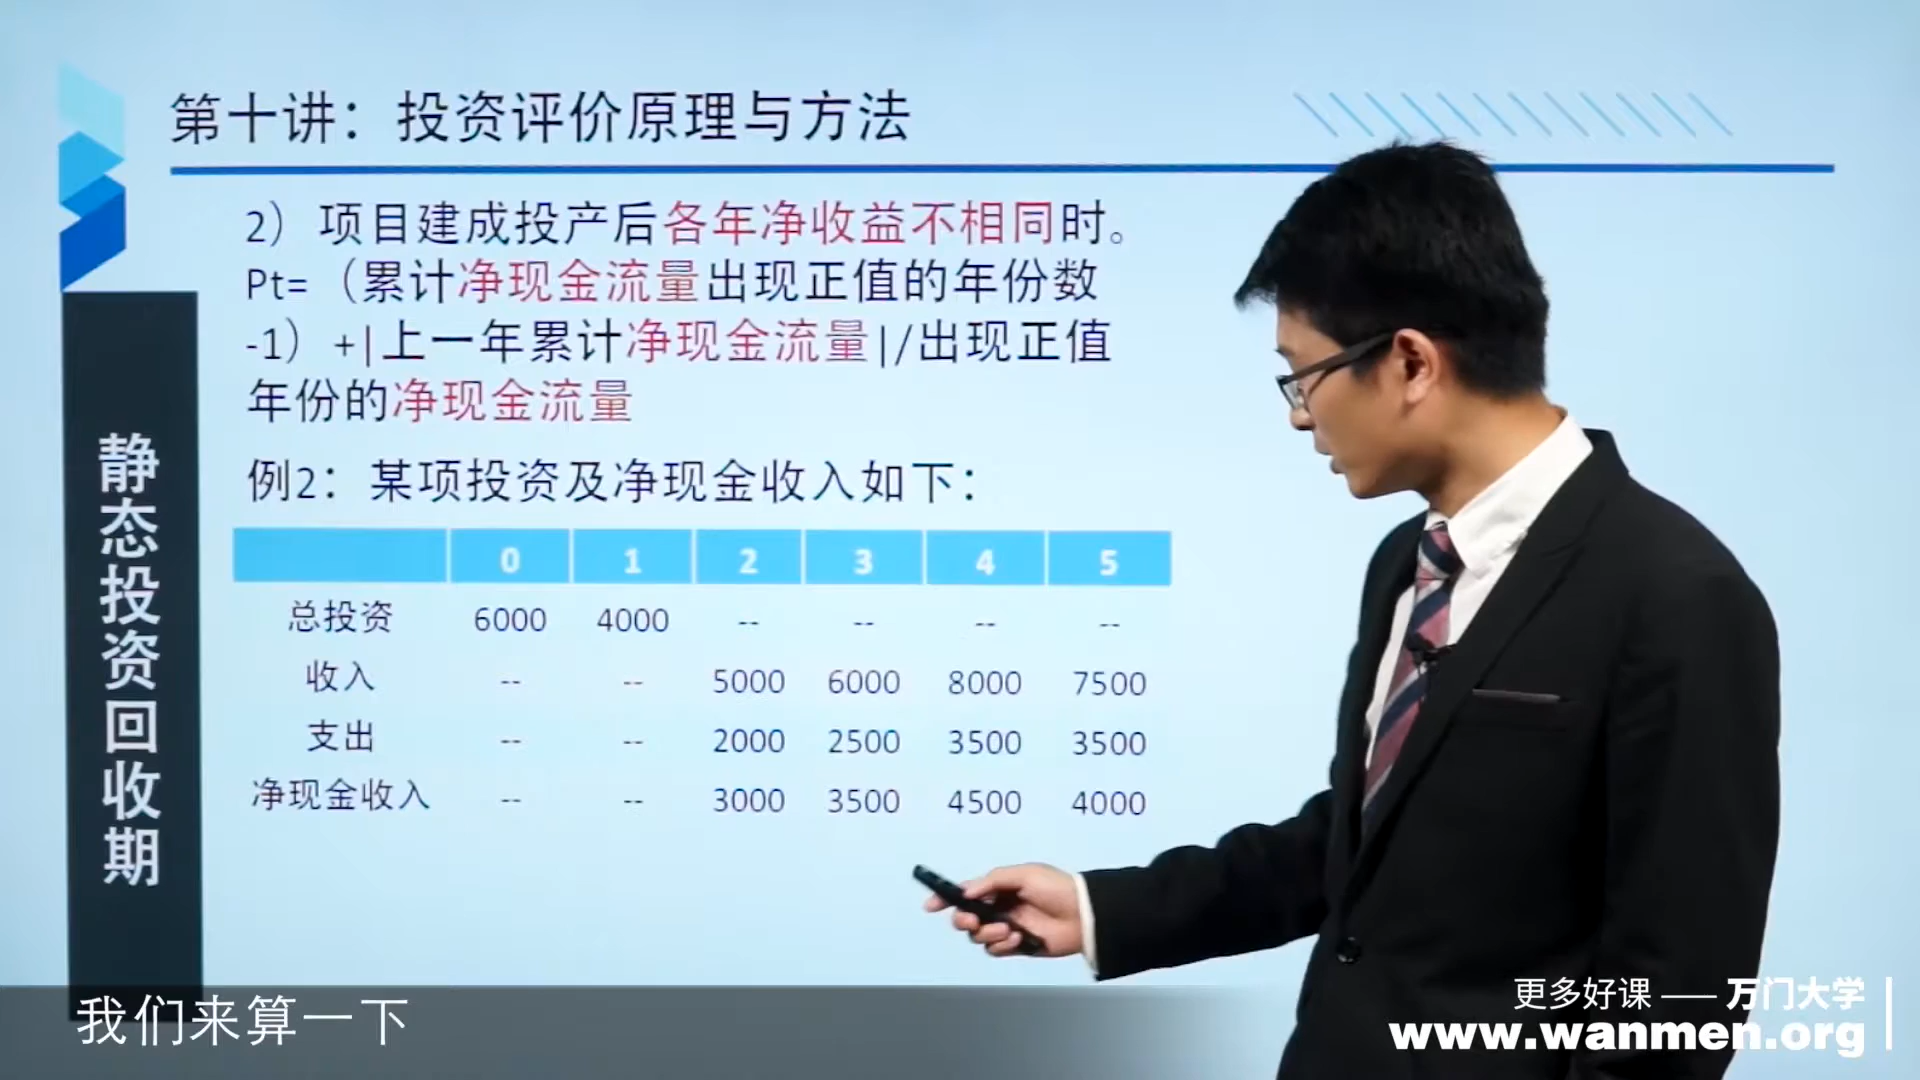 第十讲：投资评价原理与方法
2）项目建成投产后各年净收益不相同时。
Pt=（累计净现金流量出现正值的年份数
-1）+|上一年累计净现金流量|/出现正值
年份的净现金流量
静态投资回收期
例2：某项投资及净现金收入如下：
0 1 2 3 4 5
总投资 6000 4000 -- -- -- --
收入 -- -- 5000 6000 8000 7500
支出 -- -- 2000 2500 3500 3500
净现金收入 -- -- 3000 3500 4500 4000
我们来算一下
更多好课 —— 万门大学
www.wanmen.org